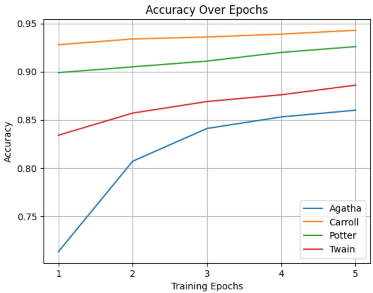 Accuracy Over Epochs
0.95
0.90
0.85
0.80
0.75
Accuracy
1 2 3 4 5
Training Epochs
Agatha
Carroll
Potter
Twain